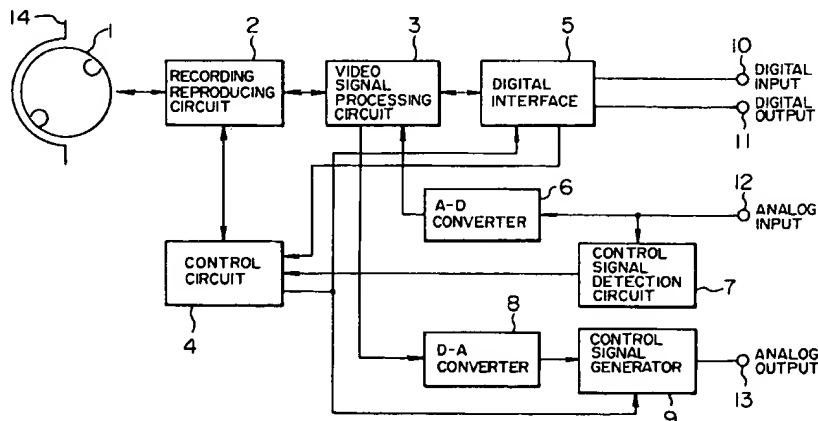 14
1
2
3
5
10
RECORDING
REPRODUCING
CIRCUIT
VIDEO
SIGNAL
PROCESSING
CIRCUIT
DIGITAL
INTERFACE
DIGITAL
INPUT
DIGITAL
OUTPUT
11
6
12
A-D
CONVERTER
ANALOG
INPUT
CONTROL
CIRCUIT
4
CONTROL
SIGNAL
DETECTION
CIRCUIT
7
8
D-A
CONVERTER
CONTROL
SIGNAL
GENERATOR
ANALOG
OUTPUT
13
9